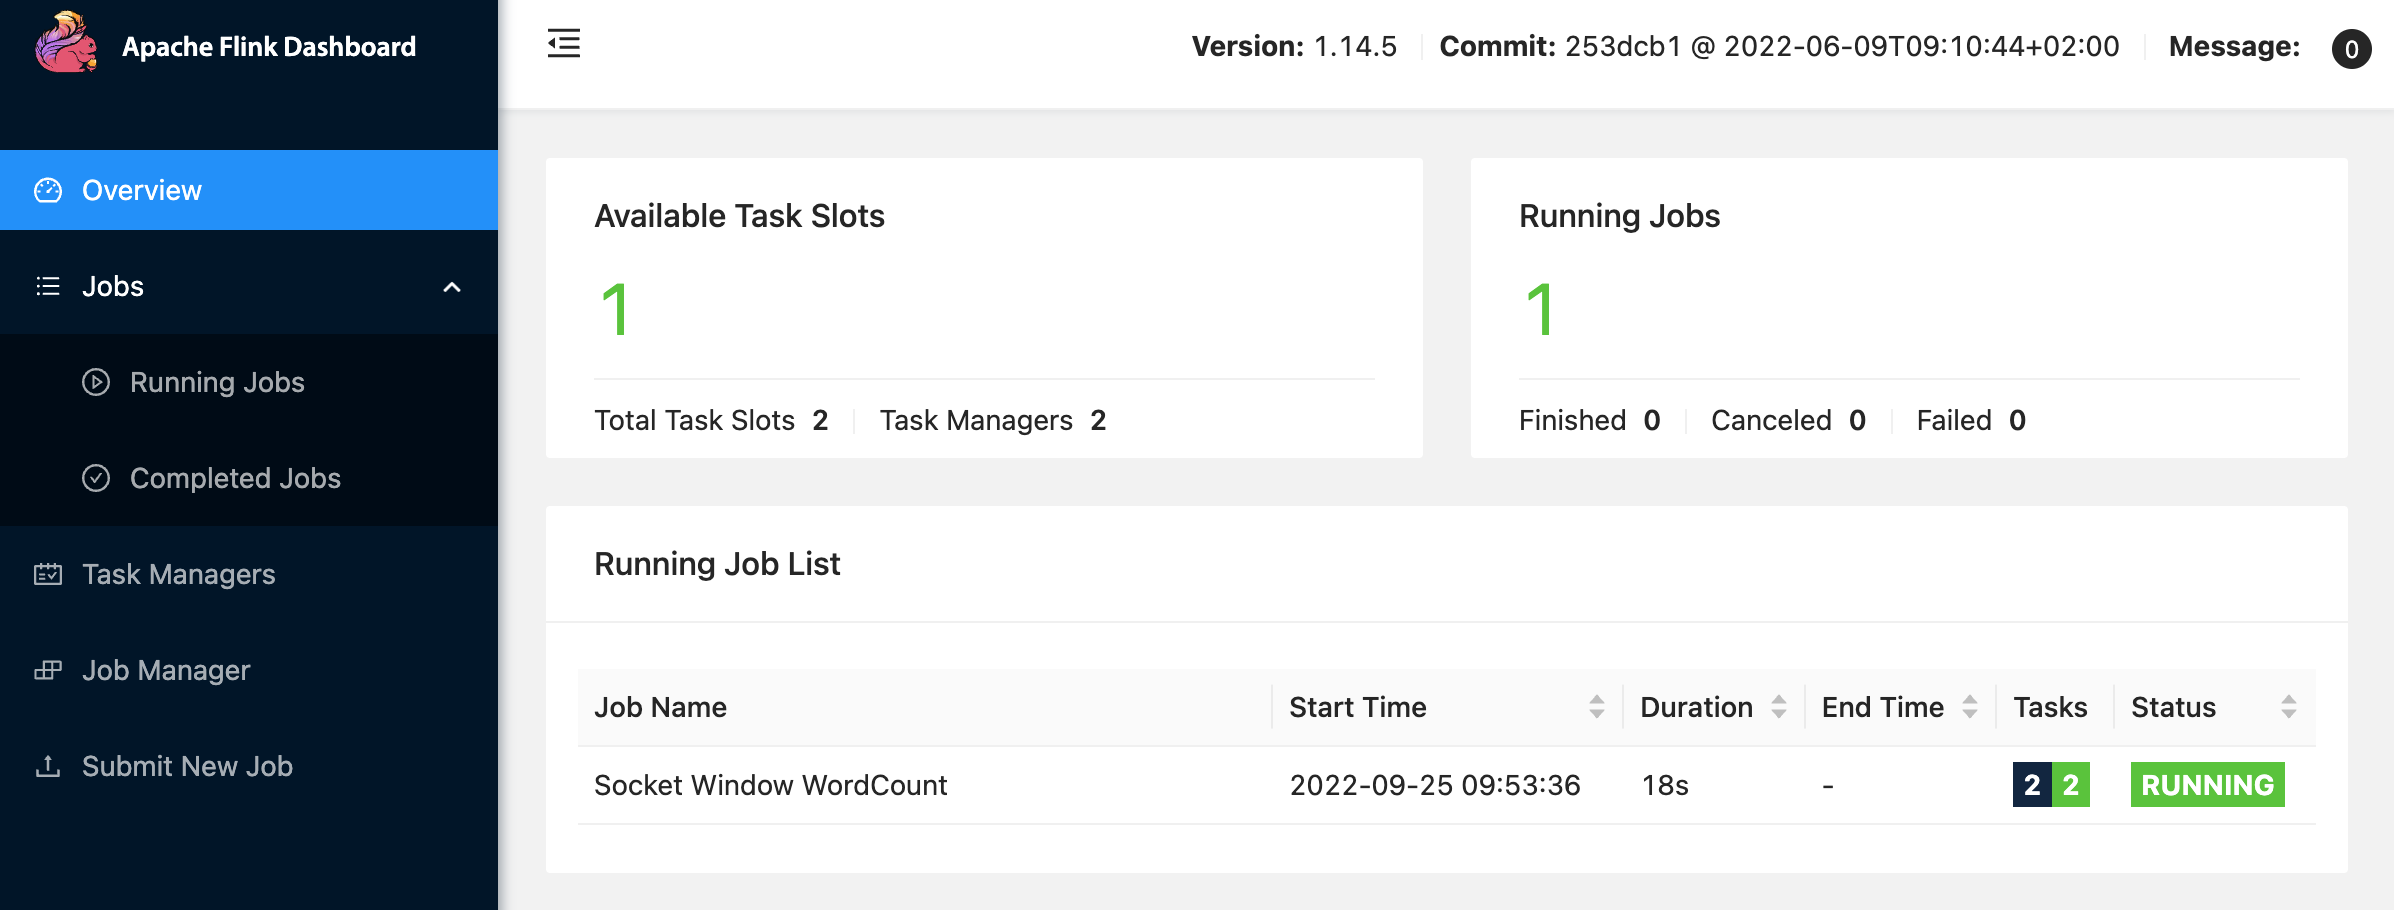 Apache Flink Dashboard
Version: 1.14.5 Commit: 253dcb1 @ 2022-06-09T09:10:44+02:00 Message: 0
Overview
Jobs
Running Jobs
Completed Jobs
Task Managers
Job Manager
Submit New Job
Available Task Slots
1
Total Task Slots 2 Task Managers 2
Running Jobs
1
Finished 0 Canceled 0 Failed 0
Running Job List
Job Name Start Time Duration End Time Tasks Status
Socket Window WordCount 2022-09-25 09:53:36 18s - 2 2 RUNNING